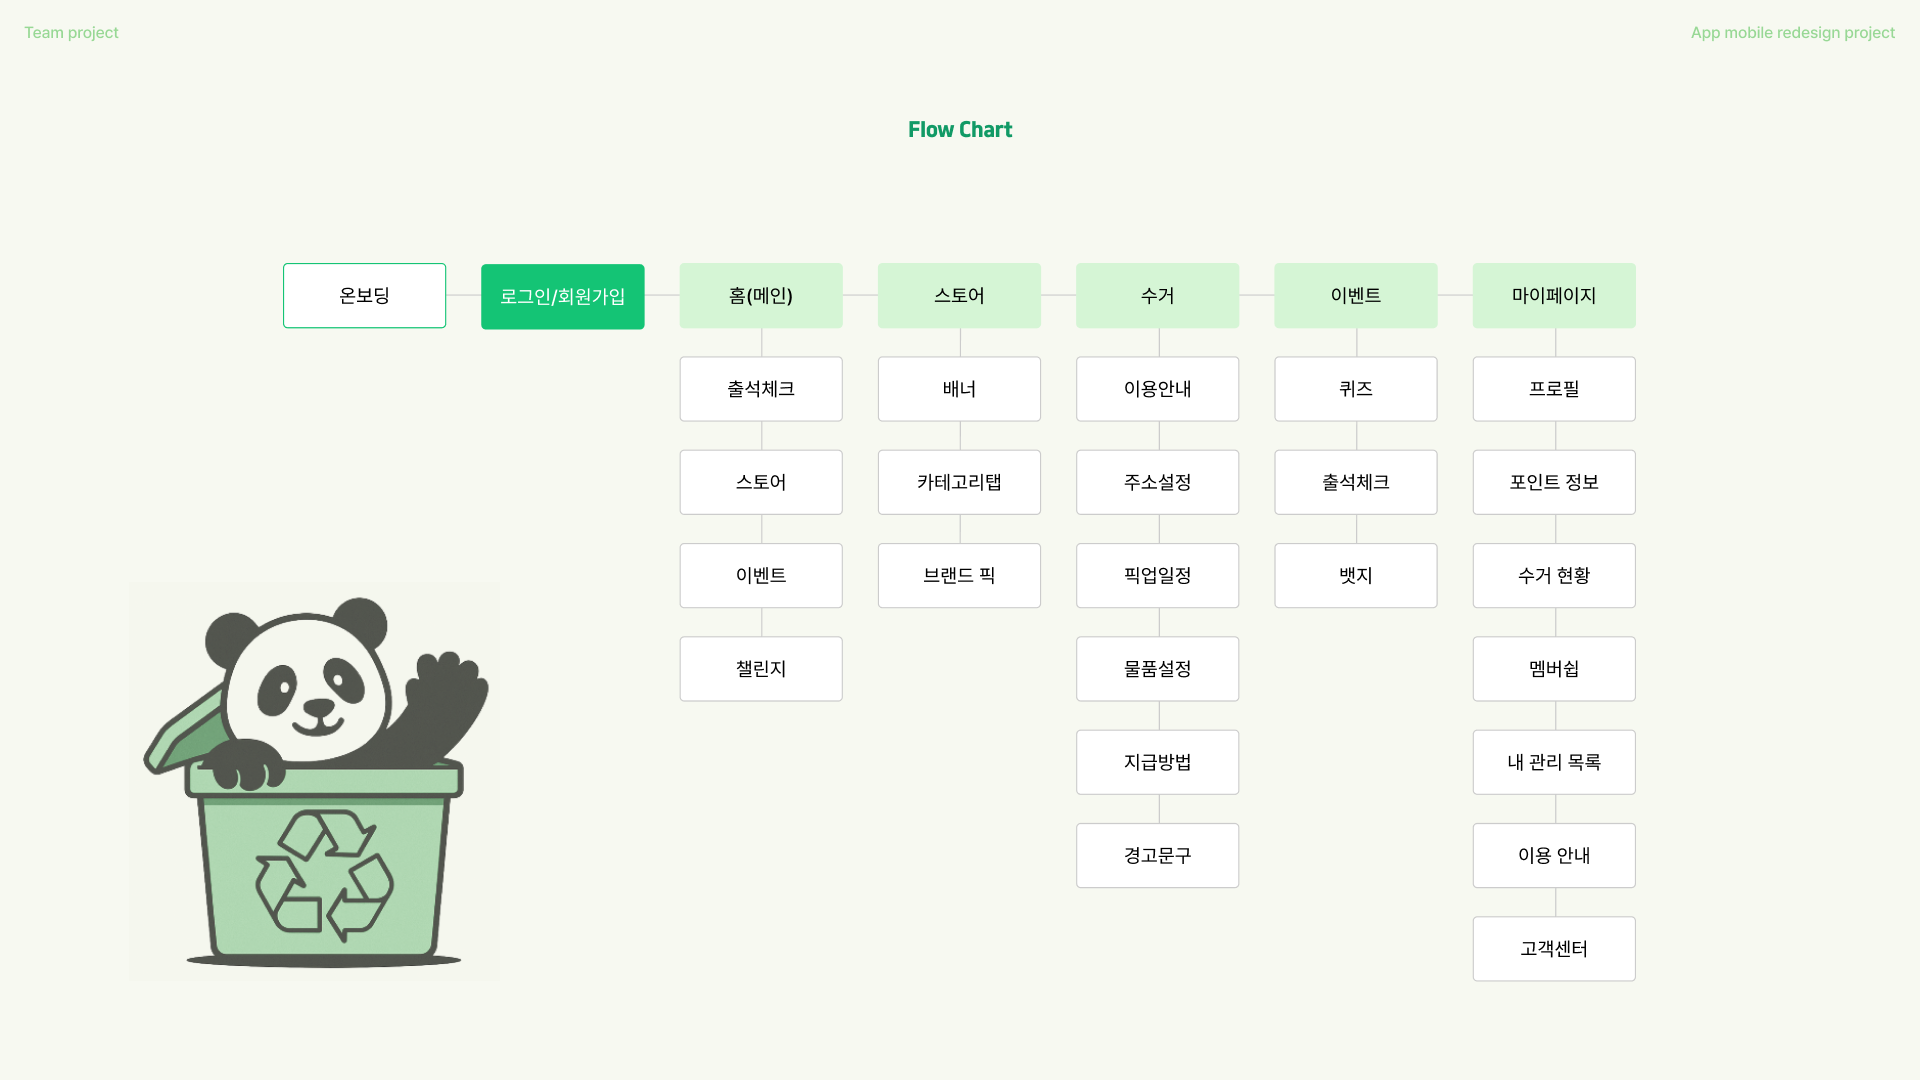 Team project
App mobile redesign project
Flow Chart
온보딩
로그인/회원가입
홈(메인)
스토어
수거
이벤트
마이페이지
출석체크
스토어
이벤트
챌린지
배너
카테고리탭
브랜드 픽
이용안내
주소설정
픽업일정
물품설정
지급방법
경고문구
퀴즈
출석체크
뱃지
프로필
포인트 정보
수거 현황
멤버쉽
내 관리 목록
이용 안내
고객센터